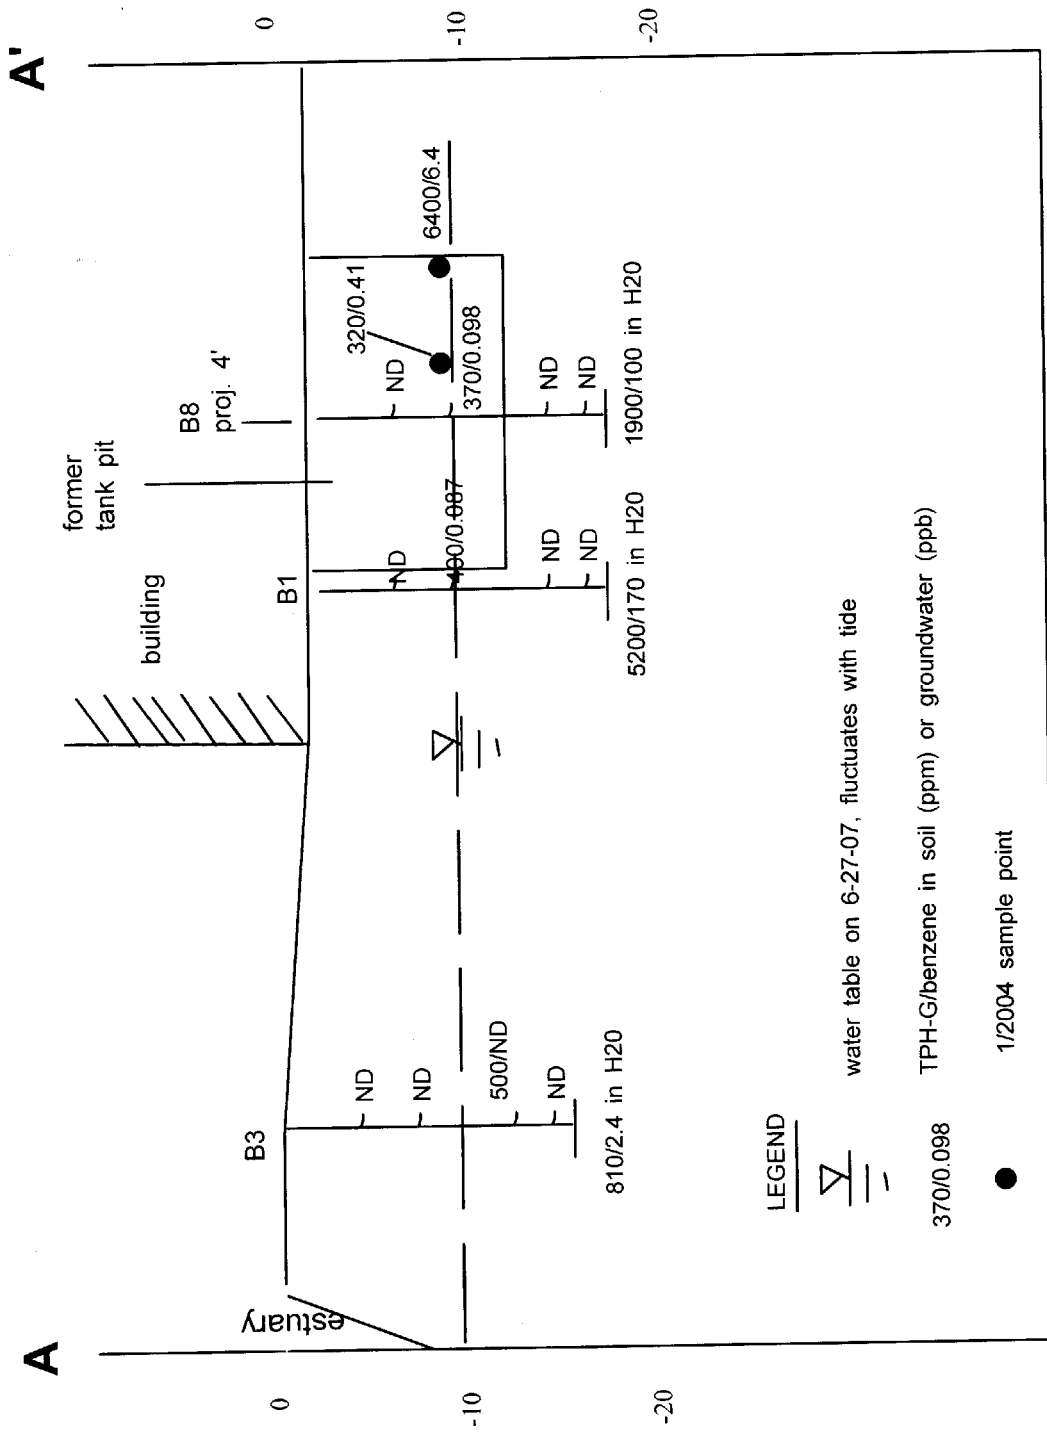 A
A'
0
-10
-20
0
-10
-20
estuary
B3
ND
ND
500/ND
ND
810/2.4 in H20
building
former
tank pit
B1
ND
400/0.087
ND
ND
5200/170 in H20
B8
proj. 4'
ND
370/0.098
ND
ND
1900/100 in H20
320/0.41
6400/6.4
LEGEND
water table on 6-27-07, fluctuates with tide
370/0.098
TPH-G/benzene in soil (ppm) or groundwater (ppb)
1/2004 sample point